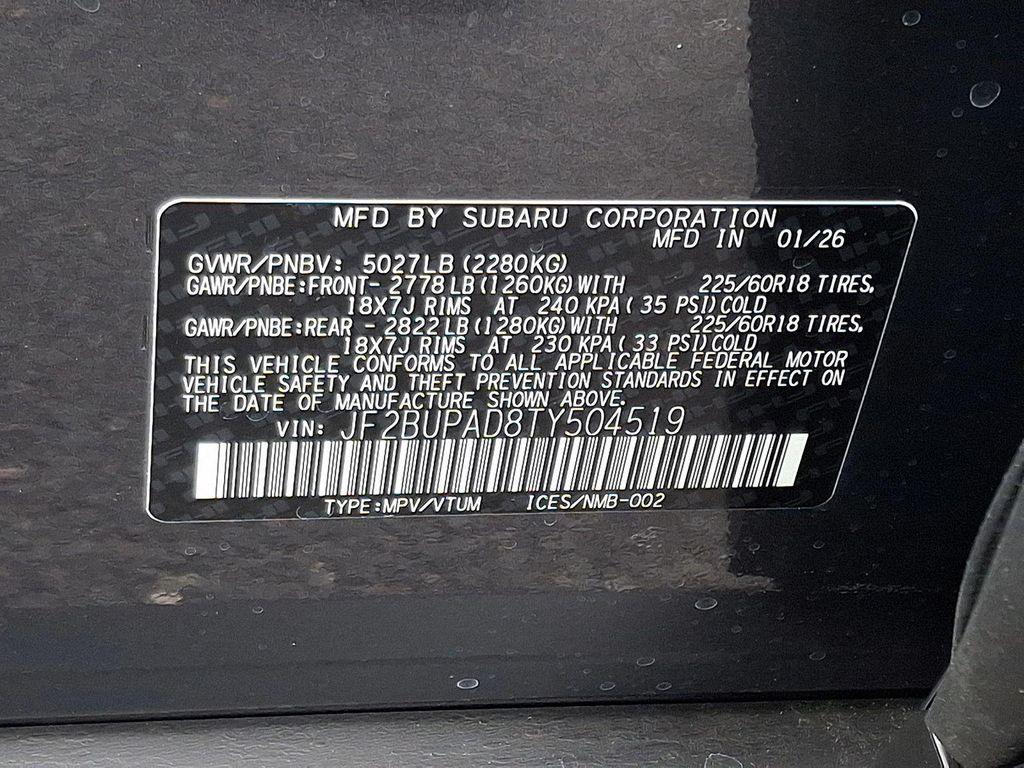 MFD BY SUBARU CORPORATION
MFD IN 01/26
GVWR/PNBV: 5027LB (2280KG)
GAWR/PNBE:FRONT- 2778 LB (1260KG) WITH 225/60R18 TIRES,
18X7J RIMS AT 240 KPA ( 35 PSI) COLD
GAWR/PNBE:REAR - 2822 LB (1280KG) WITH 225/60R18 TIRES,
18X7J RIMS AT 230 KPA ( 33 PSI) COLD
THIS VEHICLE CONFORMS TO ALL APPLICABLE FEDERAL MOTOR
VEHICLE SAFETY AND THEFT PREVENTION STANDARDS IN EFFECT ON
THE DATE OF MANUFACTURE SHOWN ABOVE.
VIN: JF2BUPAD8TY504519
TYPE:MPV/VTUM ICES/NMB-002